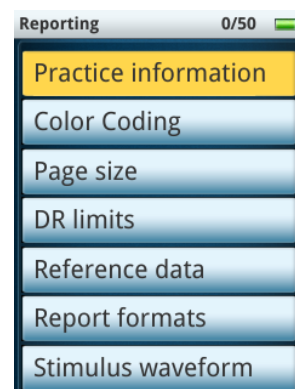 Reporting 0/50
Practice information
Color Coding
Page size
DR limits
Reference data
Report formats
Stimulus waveform